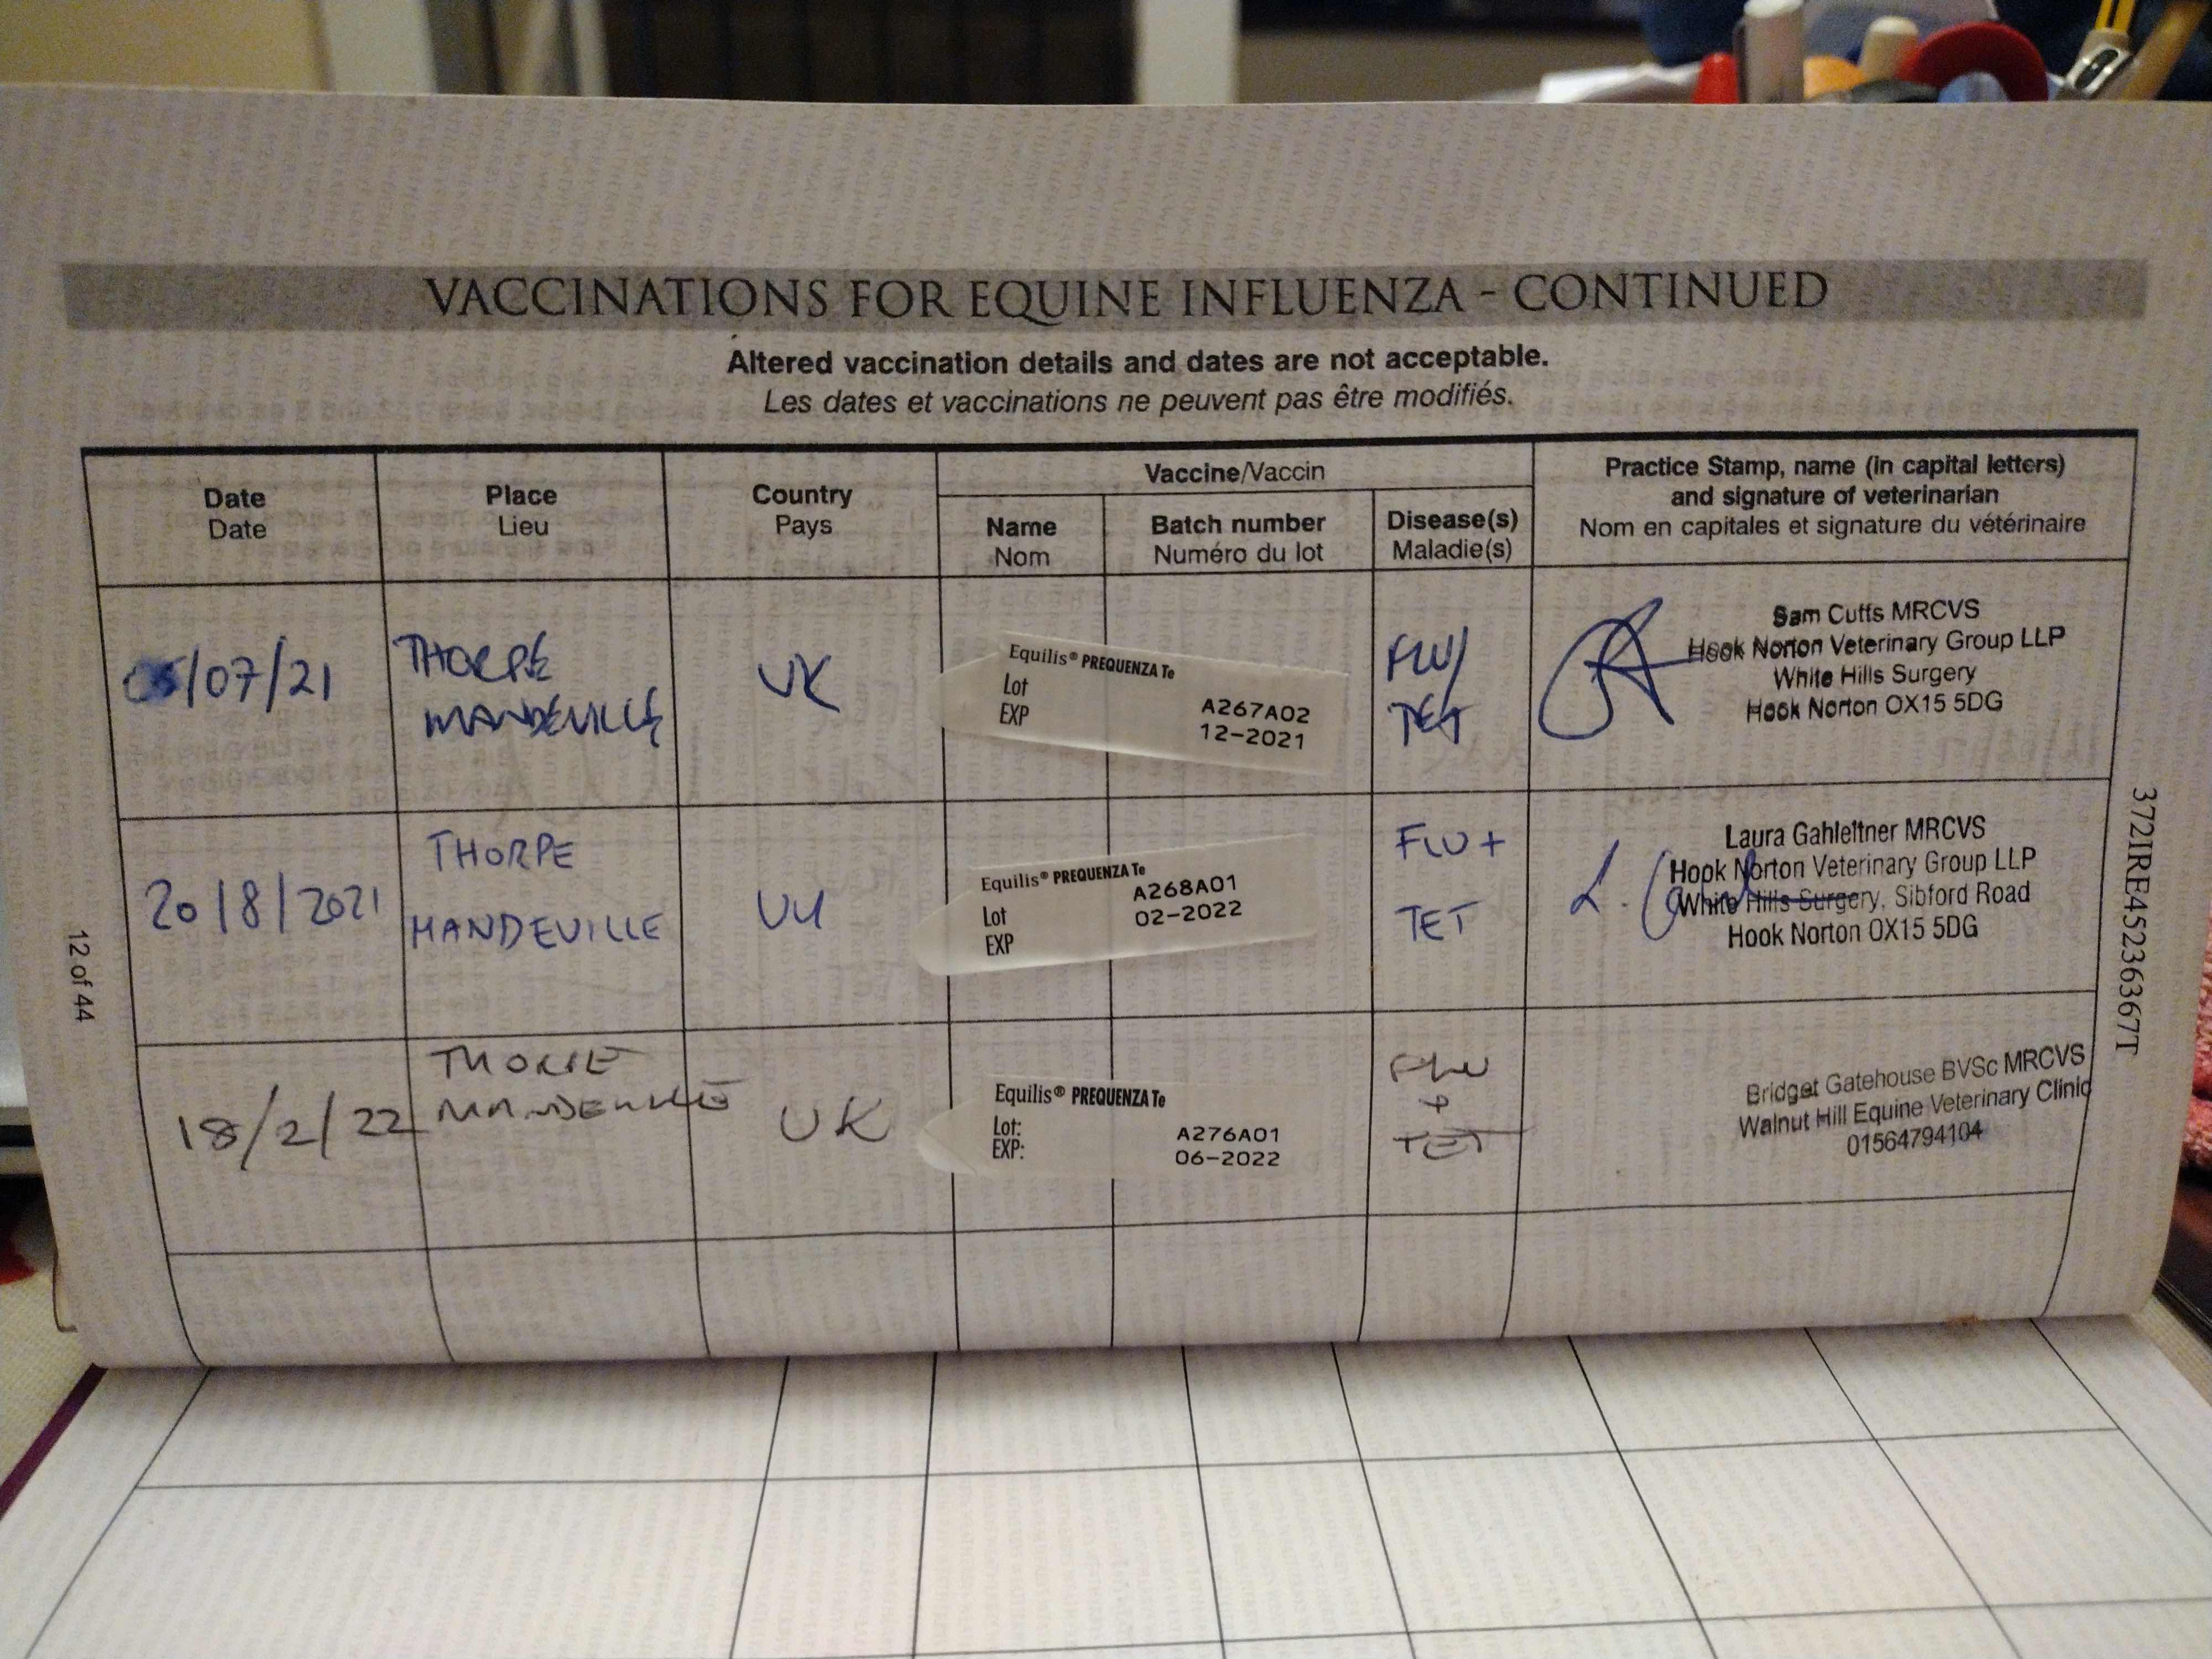 VACCINATIONS FOR EQUINE INFLUENZA - CONTINUED
Altered vaccination details and dates are not acceptable.
Les dates et vaccinations ne peuvent pas être modifiés.
Date
Date
Place
Lieu
Country
Pays
Vaccine/Vaccin
Name
Nom
Batch number
Numéro du lot
Disease(s)
Maladie(s)
Practice Stamp, name (in capital letters)
and signature of veterinarian
Nom en capitales et signature du vétérinaire
/07/21
THORPE
MANDEVILLE
UK
Equilis® PREQUENZA Te
Lot A267A02
EXP 12-2021
FLU/
TET
Sam Cutts MRCVS
Hook Norton Veterinary Group LLP
White Hills Surgery
Hook Norton OX15 5DG
20/8/2021
THORPE
MANDEVILLE
UK
Equilis® PREQUENZA Te
Lot A268A01
EXP 02-2022
FLU +
TET
Laura Gahleitner MRCVS
Hook Norton Veterinary Group LLP
White Hills Surgery, Sibford Road
Hook Norton OX15 5DG
18/2/22
THORPE
MANDEVILLE
UK
Equilis® PREQUENZA Te
Lot: A276A01
EXP: 06-2022
Flu
+
TET
Bridget Gatehouse BVSc MRCVS
Walnut Hill Equine Veterinary Clinic
01564794104
12 of 44
372IRE45236367T